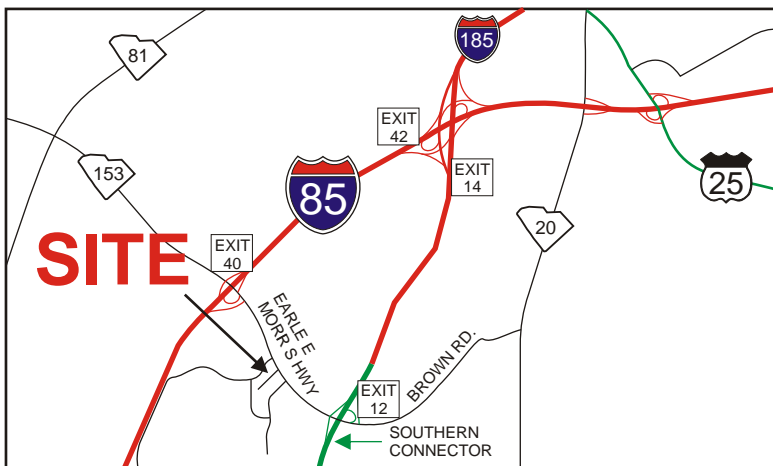 185
81
EXIT
42
85
153
EXIT
14
25
20
SITE
EXIT
40
EARLE E
MORR S HWY
BROWN RD.
EXIT
12
SOUTHERN
CONNECTOR